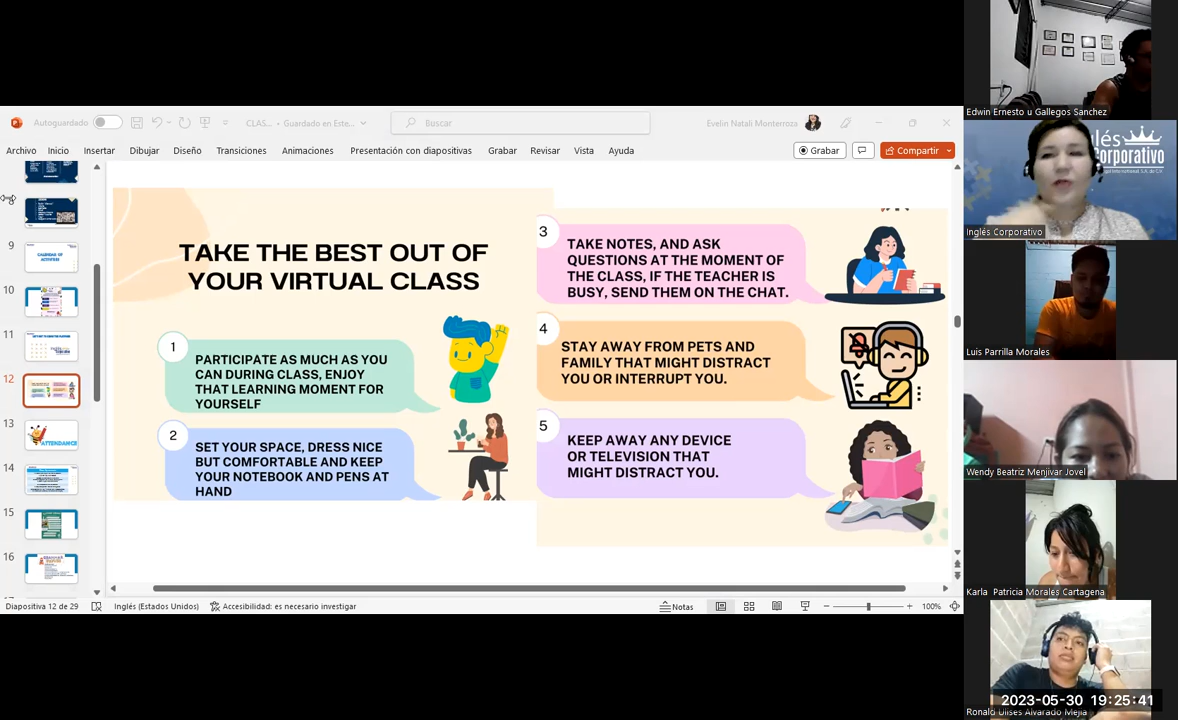 Autoguardado
CLAS... • Guardado en Este...
Buscar
Evelin Natali Monterroza
Archivo
Inicio
Insertar
Dibujar
Diseño
Transiciones
Animaciones
Presentación con diapositivas
Grabar
Revisar
Vista
Ayuda
Grabar
Compartir
9
10
11
12
13
14
15
16
ATTENDANCE
TAKE THE BEST OUT OF
YOUR VIRTUAL CLASS
1
PARTICIPATE AS MUCH AS YOU
CAN DURING CLASS, ENJOY
THAT LEARNING MOMENT FOR
YOURSELF
2
SET YOUR SPACE, DRESS NICE
BUT COMFORTABLE AND KEEP
YOUR NOTEBOOK AND PENS AT
HAND
3
TAKE NOTES, AND ASK
QUESTIONS AT THE MOMENT OF
THE CLASS, IF THE TEACHER IS
BUSY, SEND THEM ON THE CHAT.
4
STAY AWAY FROM PETS AND
FAMILY THAT MIGHT DISTRACT
YOU OR INTERRUPT YOU.
5
KEEP AWAY ANY DEVICE
OR TELEVISION THAT
MIGHT DISTRACT YOU.
Diapositiva 12 de 29
Inglés (Estados Unidos)
Accesibilidad: es necesario investigar
Notas
100%
Edwin Ernesto u Gallegos Sanchez
Inglés Corporativo
Luis Parrilla Morales
Wendy Beatriz Menjivar Jovel
Karla Patricia Morales Cartagena
2023-05-30 19:25:41
Ronald Ulises Alvarado Mejia